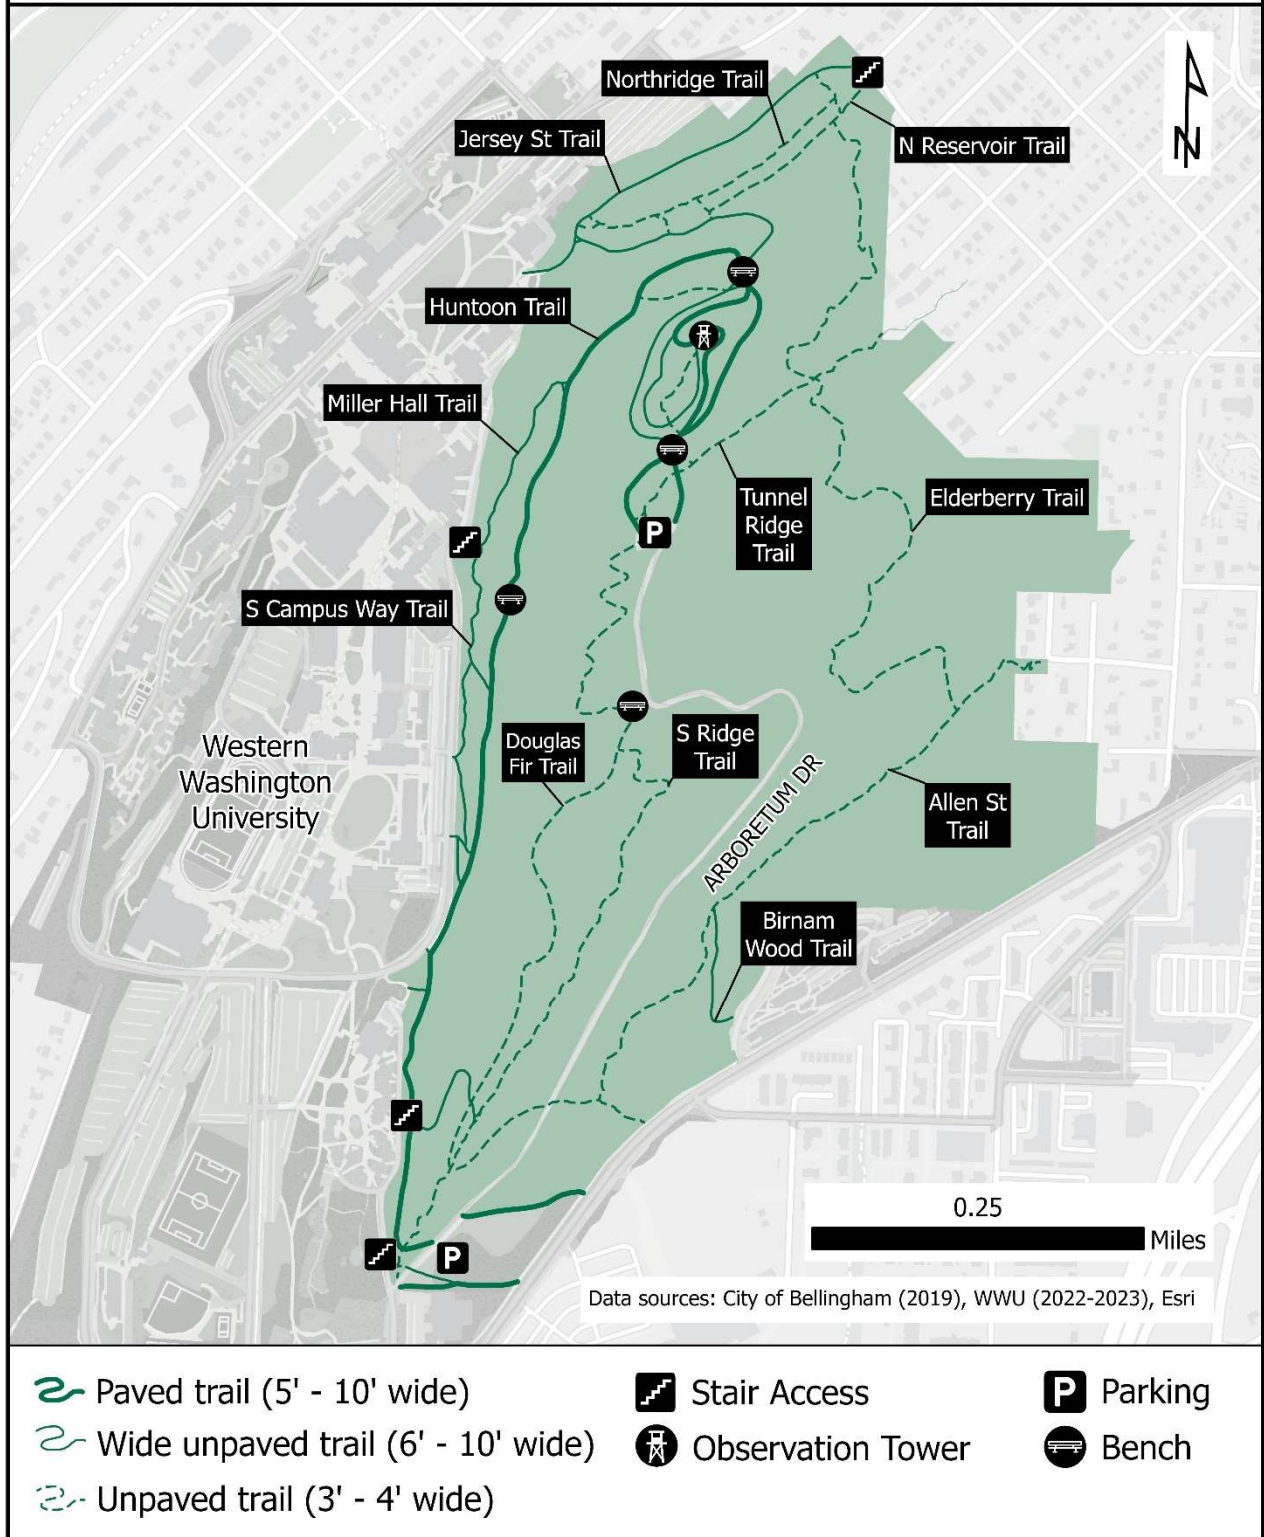 Northridge Trail
Jersey St Trail
N Reservoir Trail
N
Huntoon Trail
Miller Hall Trail
Tunnel
Ridge
Trail
Elderberry Trail
P
S Campus Way Trail
Western
Washington
University
Douglas
Fir Trail
S Ridge
Trail
ARBORETUM DR
Allen St
Trail
Birnam
Wood Trail
0.25
Miles
P
Data sources: City of Bellingham (2019), WWU (2022-2023), Esri
Paved trail (5' - 10' wide)
Stair Access
P Parking
Wide unpaved trail (6' - 10' wide)
Observation Tower
Bench
Unpaved trail (3' - 4' wide)